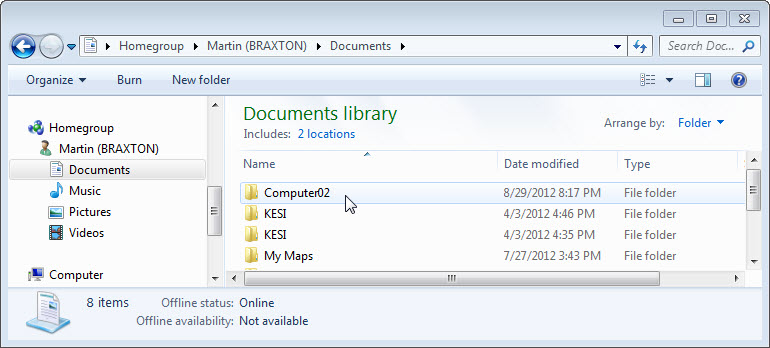 Homegroup Martin (BRAXTON) Documents Search Doc...
Organize Burn New folder
Homegroup
Martin (BRAXTON)
Documents
Music
Pictures
Videos
Computer
Documents library
Includes: 2 locations
Arrange by: Folder
Name Date modified Type
Computer02 8/29/2012 8:17 PM File folder
KESI 4/3/2012 4:46 PM File folder
KESI 4/3/2012 4:35 PM File folder
My Maps 7/27/2012 3:43 PM File folder
8 items Offline status: Online
Offline availability: Not available